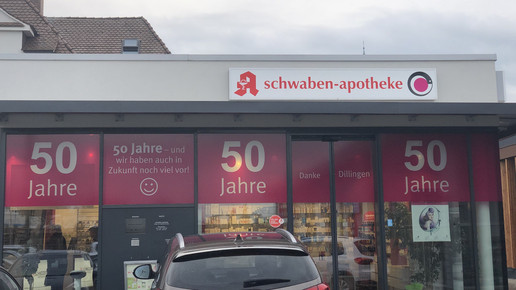 schwaben-apotheke
50
Jahre
50 Jahre – und
wir haben auch in
Zukunft noch viel vor!
50
Jahre
Danke
Dillingen
50
Jahre